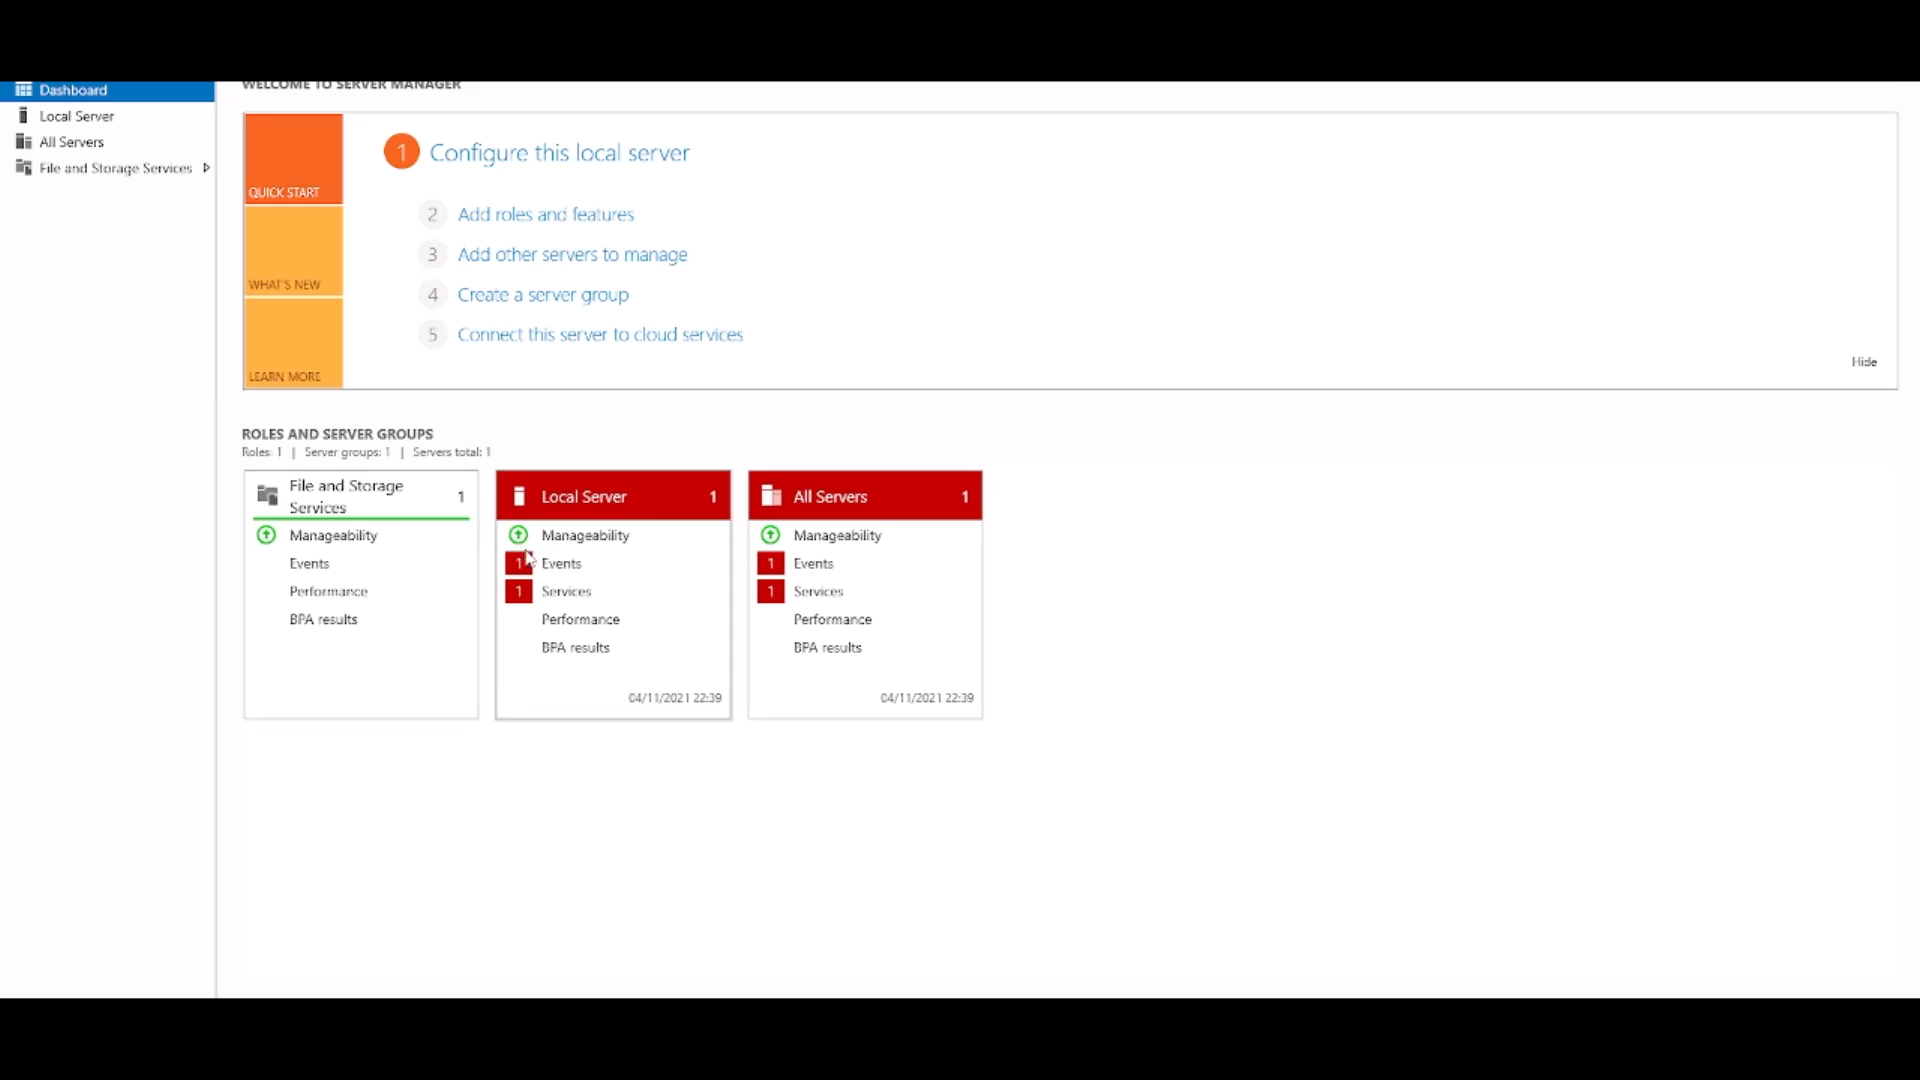 Dashboard
Local Server
All Servers
File and Storage Services
WELCOME TO SERVER MANAGER
QUICK START
WHAT'S NEW
LEARN MORE
1 Configure this local server
2 Add roles and features
3 Add other servers to manage
4 Create a server group
5 Connect this server to cloud services
Hide
ROLES AND SERVER GROUPS
Roles: 1 | Server groups: 1 | Servers total: 1
File and Storage
Services
1
Manageability
Events
Performance
BPA results
Local Server 1
Manageability
1 Events
1 Services
Performance
BPA results
04/11/2021 22:39
All Servers 1
Manageability
1 Events
1 Services
Performance
BPA results
04/11/2021 22:39